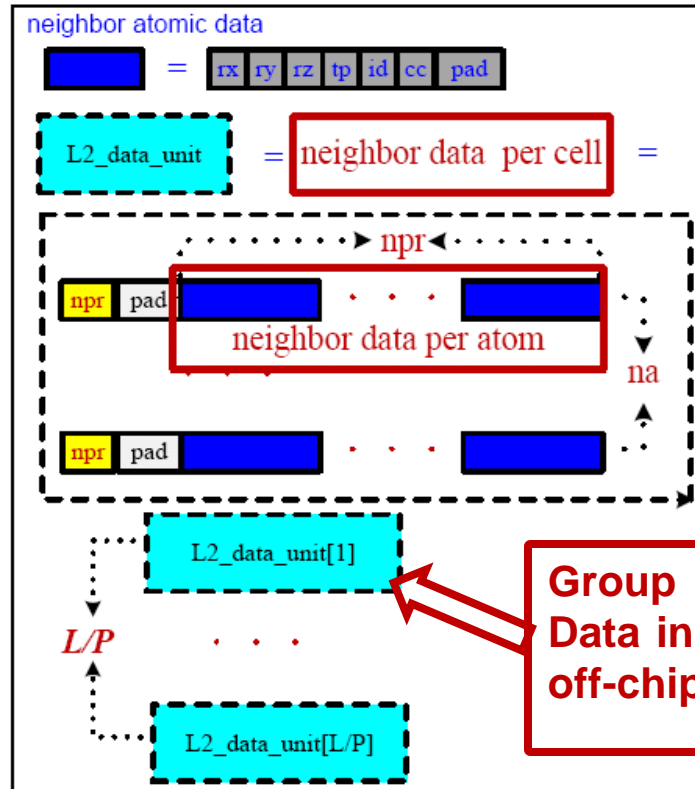 neighbor atomic data
= rx ry rz tp id cc pad
L2_data_unit = neighbor data per cell =
npr
npr pad . . .
neighbor data per atom
. . . .
na
npr pad . . .
L2_data_unit[1]
L/P . . .
L2_data_unit[L/P]
Group
Data in
off-chip